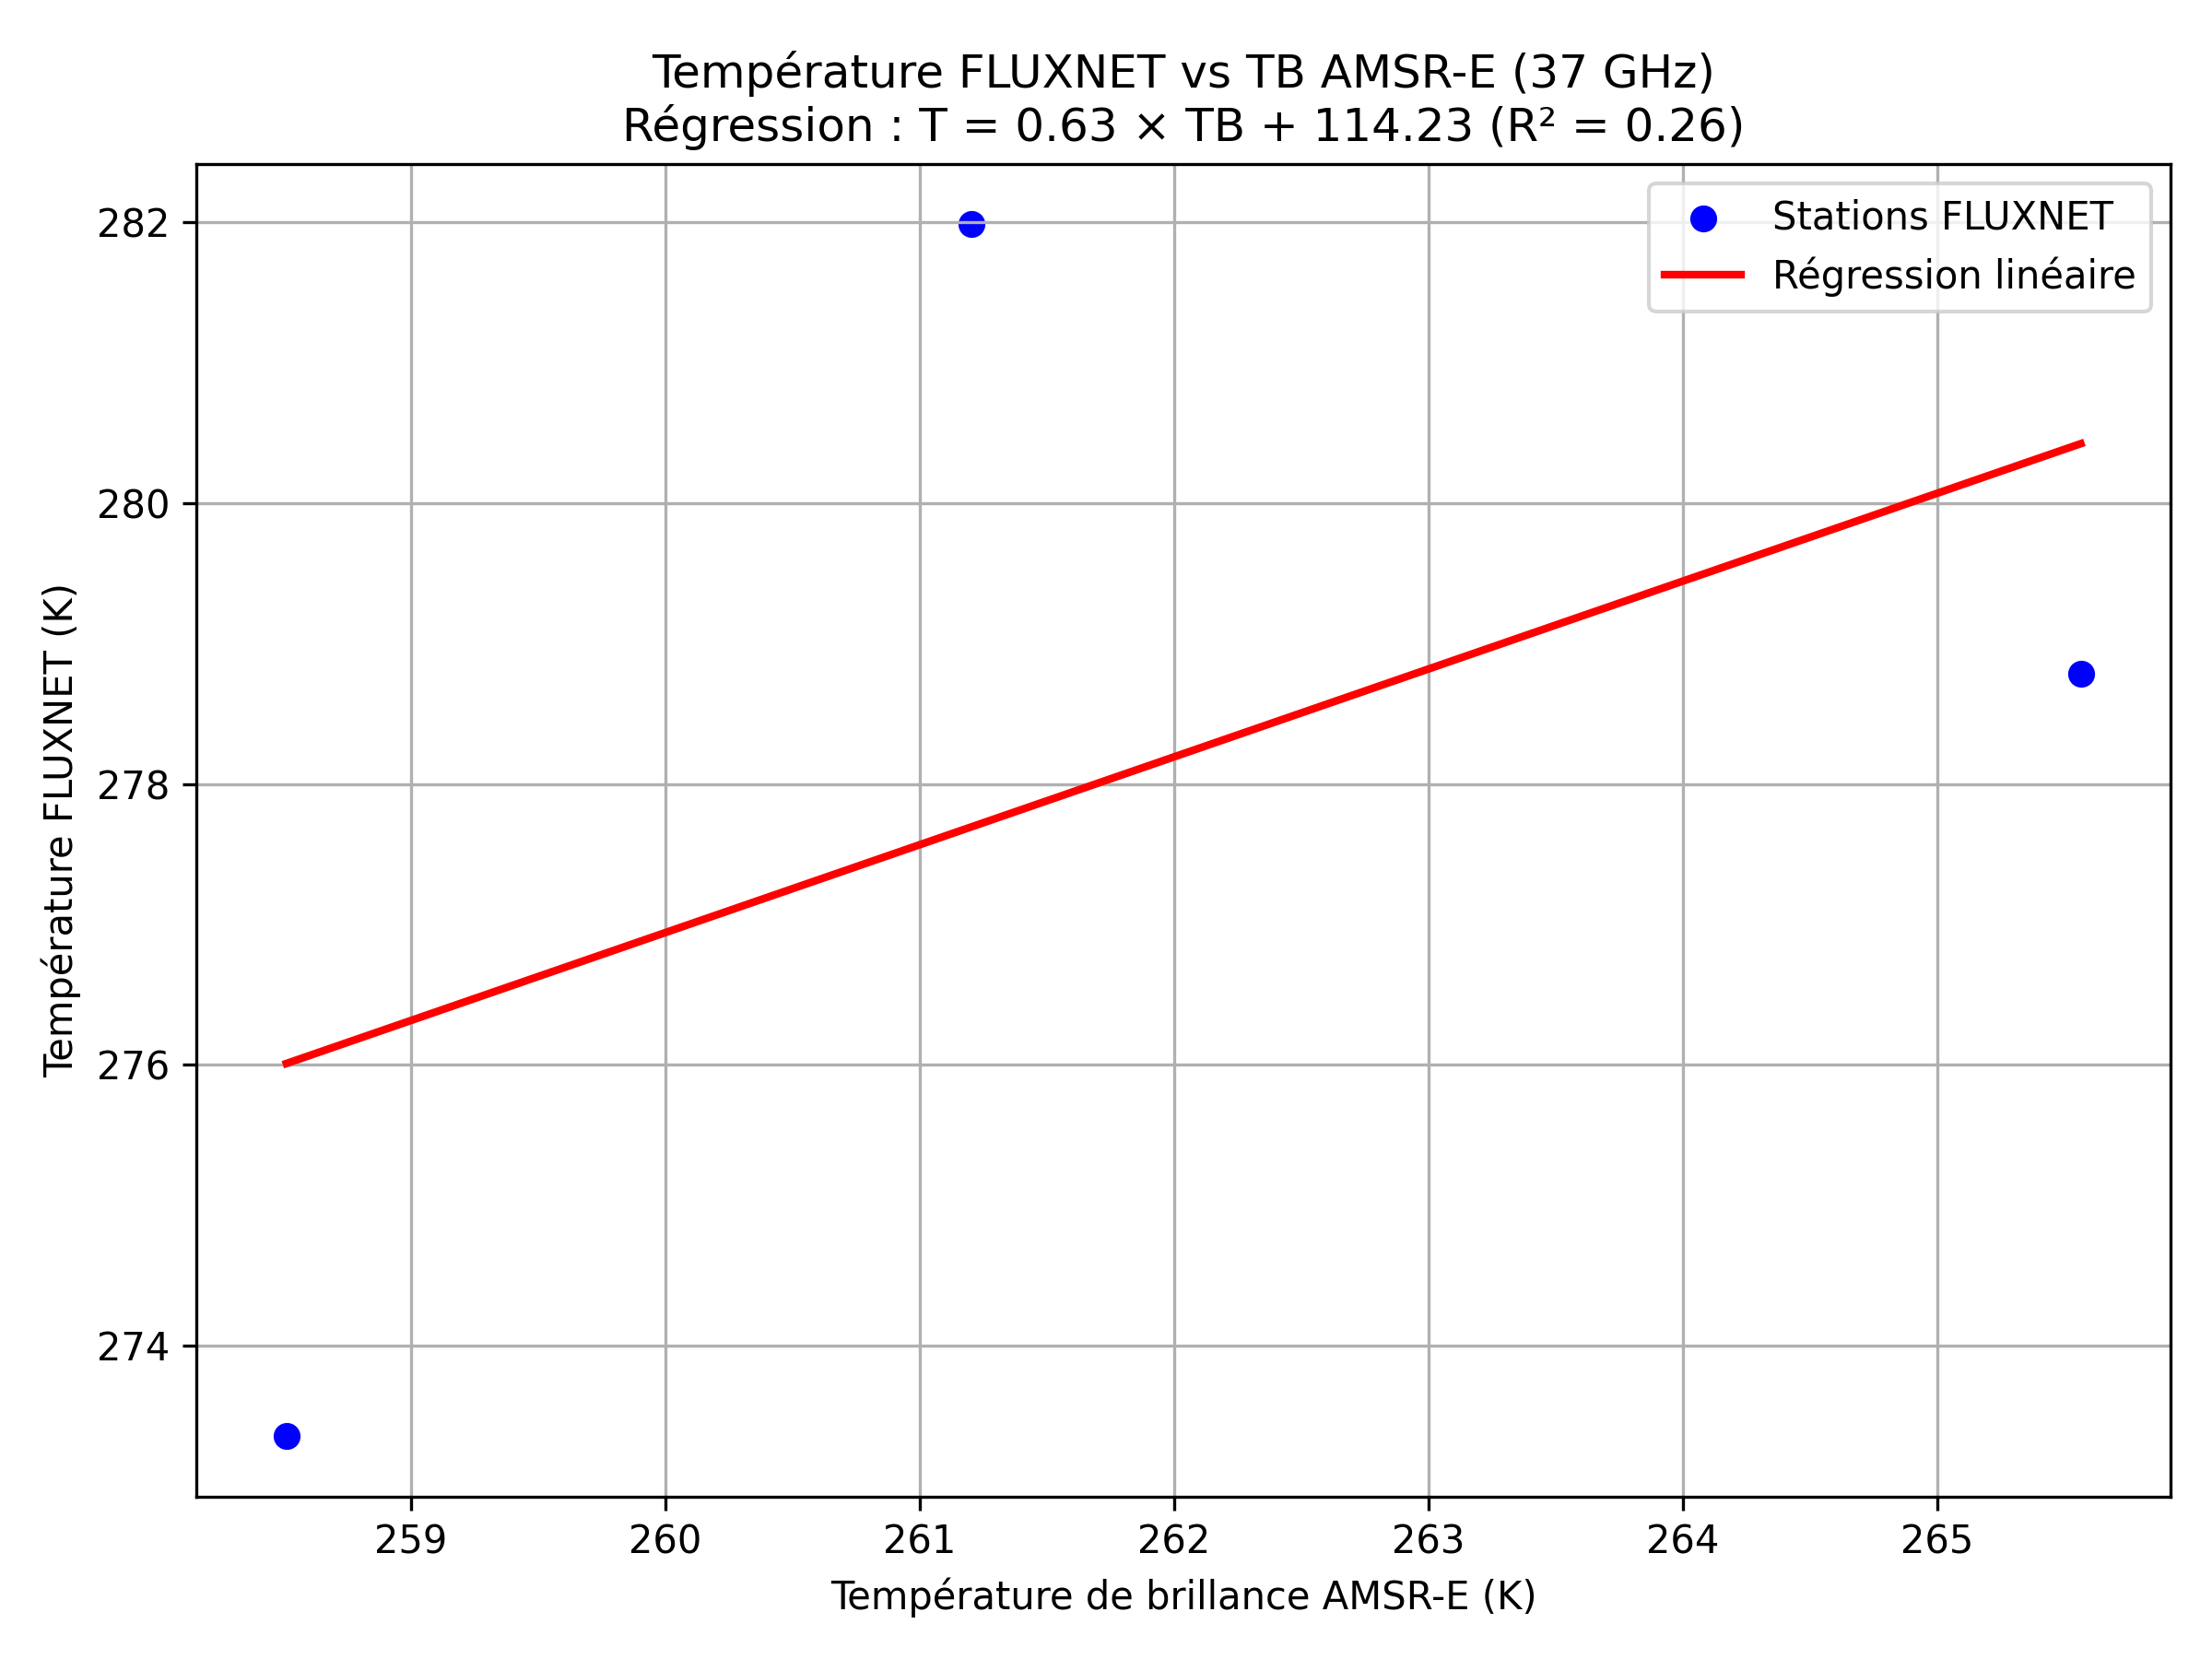 Température FLUXNET vs TB AMSR-E (37 GHz)
Régression : T = 0.63 × TB + 114.23 (R² = 0.26)
Stations FLUXNET
Régression linéaire
Température FLUXNET (K)
282
280
278
276
274
259 260 261 262 263 264 265
Température de brillance AMSR-E (K)